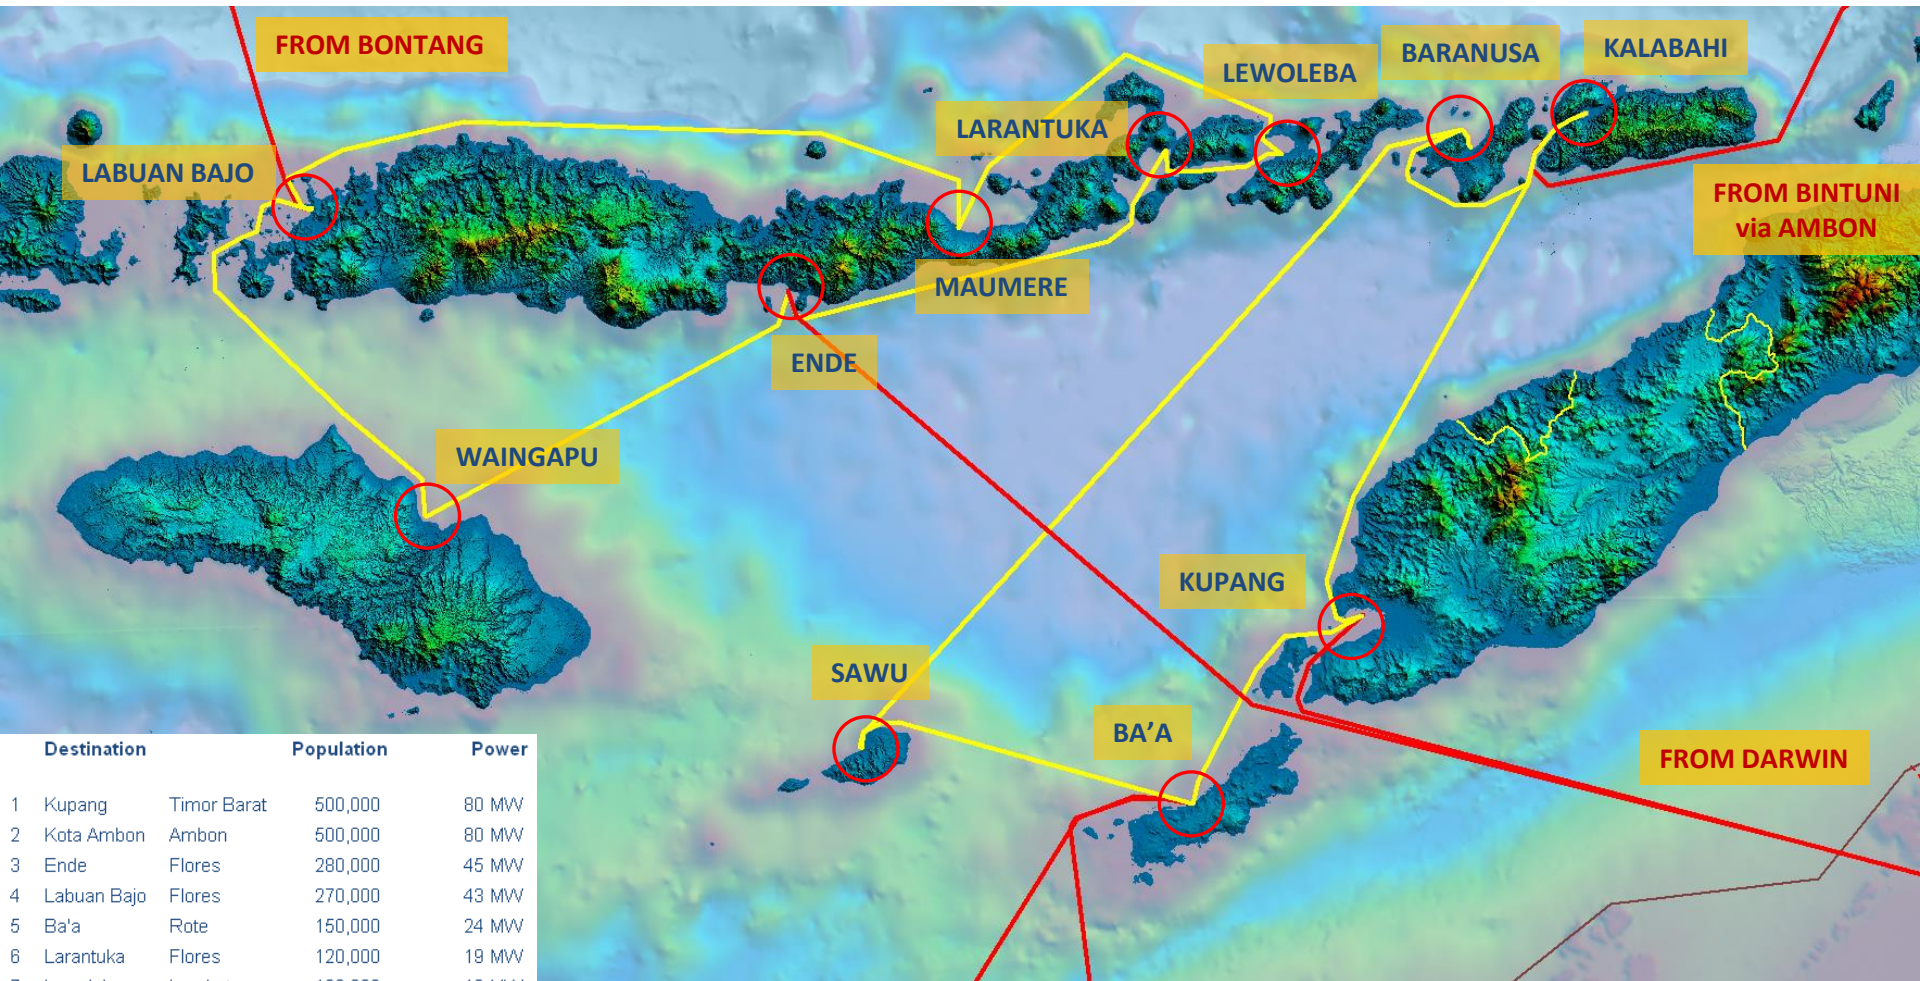 FROM BONTANG
BARANUSA
KALABAHI
LEWOLEBA
LARANTUKA
LABUAN BAJO
FROM BINTUNI
via AMBON
MAUMERE
ENDE
WAINGAPU
KUPANG
SAWU
BA’A
FROM DARWIN
Destination Population Power
1 Kupang Timor Barat 500,000 80 MW
2 Kota Ambon Ambon 500,000 80 MW
3 Ende Flores 280,000 45 MW
4 Labuan Bajo Flores 270,000 43 MW
5 Ba'a Rote 150,000 24 MW
6 Larantuka Flores 120,000 19 MW